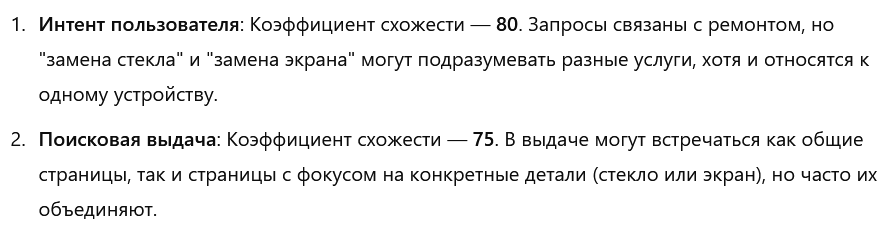 1. Интент пользователя: Коэффициент схожести — 80. Запросы связаны с ремонтом, но
"замена стекла" и "замена экрана" могут подразумевать разные услуги, хотя и относятся к
одному устройству.
2. Поисковая выдача: Коэффициент схожести — 75. В выдаче могут встречаться как общие
страницы, так и страницы с фокусом на конкретные детали (стекло или экран), но часто их
объединяют.